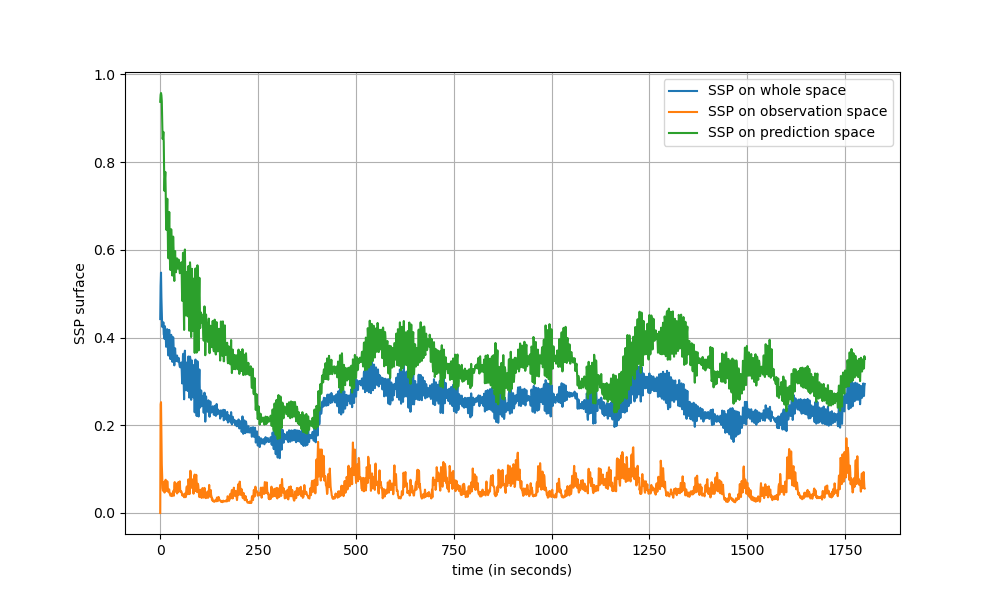 SSP on whole space
SSP on observation space
SSP on prediction space
1.0
0.8
0.6
0.4
0.2
0.0
SSP surface
0 250 500 750 1000 1250 1500 1750
time (in seconds)